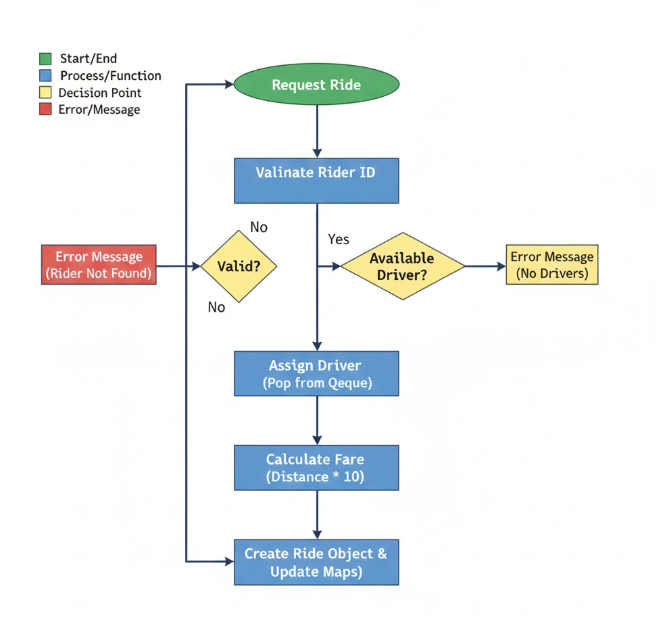 Start/End
Process/Function
Decision Point
Error/Message
Request Ride
Valinate Rider ID
No
Yes
Error Message
(Rider Not Found)
Valid?
Available
Driver?
Error Message
(No Drivers)
No
Assign Driver
(Pop from Qeque)
Calculate Fare
(Distance * 10)
Create Ride Object &
Update Maps)